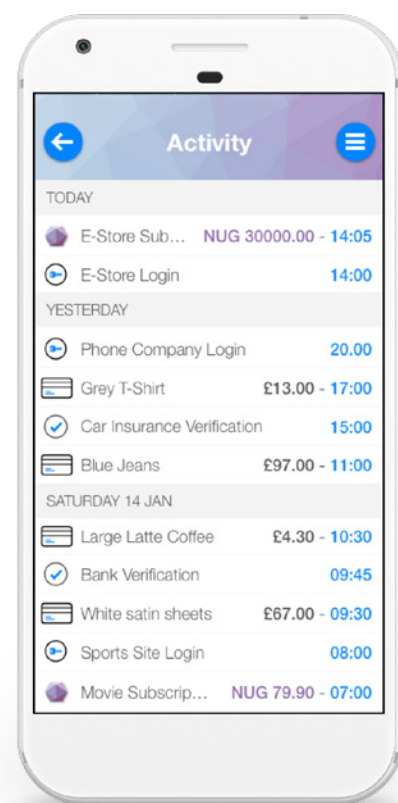 Activity
TODAY
E-Store Sub... NUG 30000.00 - 14:05
E-Store Login 14:00
YESTERDAY
Phone Company Login 20.00
Grey T-Shirt £13.00 - 17:00
Car Insurance Verification 15:00
Blue Jeans £97.00 - 11:00
SATURDAY 14 JAN
Large Latte Coffee £4.30 - 10:30
Bank Verification 09:45
White satin sheets £67.00 - 09:30
Sports Site Login 08:00
Movie Subscrip... NUG 79.90 - 07:00